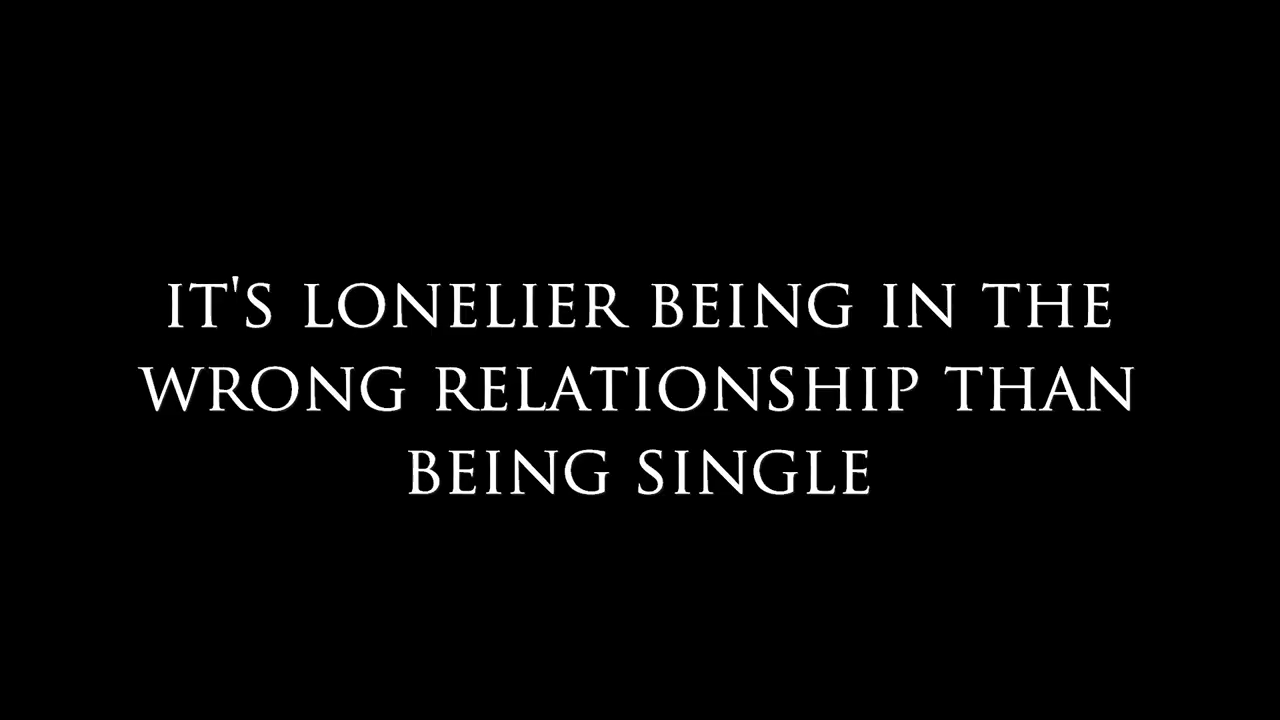 IT'S LONELIER BEING IN THE
WRONG RELATIONSHIP THAN
BEING SINGLE